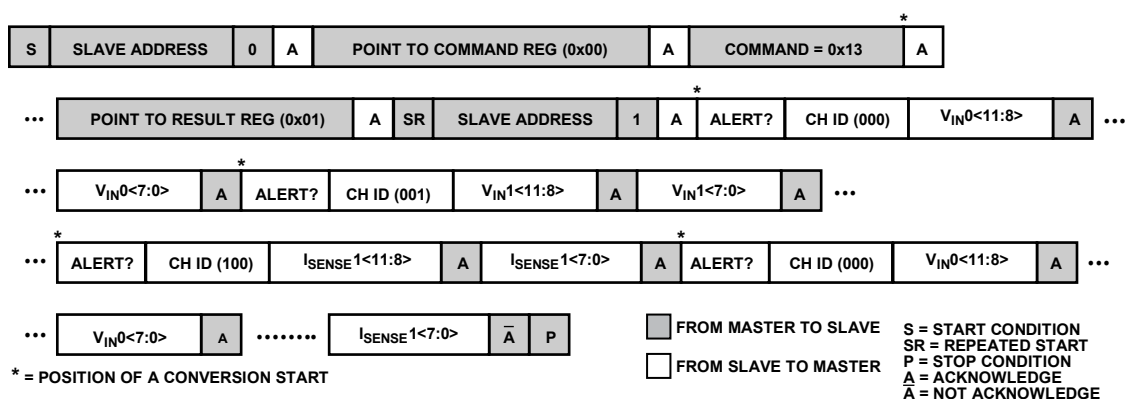 *
S SLAVE ADDRESS 0 A POINT TO COMMAND REG (0x00) A COMMAND = 0x13 A
*
... POINT TO RESULT REG (0x01) A SR SLAVE ADDRESS 1 A ALERT? CH ID (000) VIN0<11:8> A ...
*
... VIN0<7:0> A ALERT? CH ID (001) VIN1<11:8> A VIN1<7:0> A ...
* *
... ALERT? CH ID (100) ISENSE1<11:8> A ISENSE1<7:0> A ALERT? CH ID (000) VIN0<11:8> A ...
... VIN0<7:0> A ........ ISENSE1<7:0> A̅ P
* = POSITION OF A CONVERSION START
FROM MASTER TO SLAVE
FROM SLAVE TO MASTER
S = START CONDITION
SR = REPEATED START
P = STOP CONDITION
A = ACKNOWLEDGE
A̅ = NOT ACKNOWLEDGE